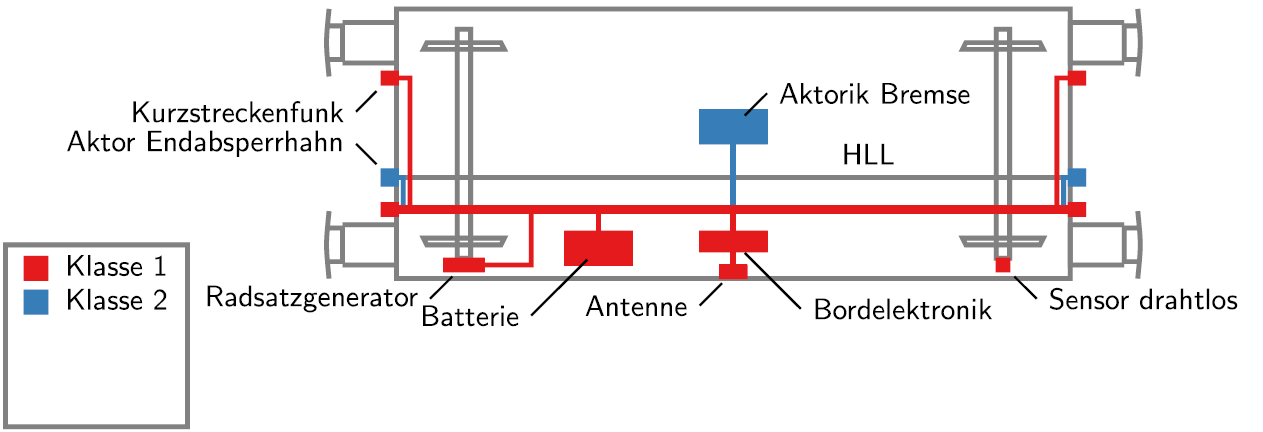 Aktorik Bremse
Kurzstreckenfunk
Aktor Endabsperrhahn
HLL
Klasse 1
Klasse 2
Radsatzgenerator
Batterie
Antenne
Bordelektronik
Sensor drahtlos